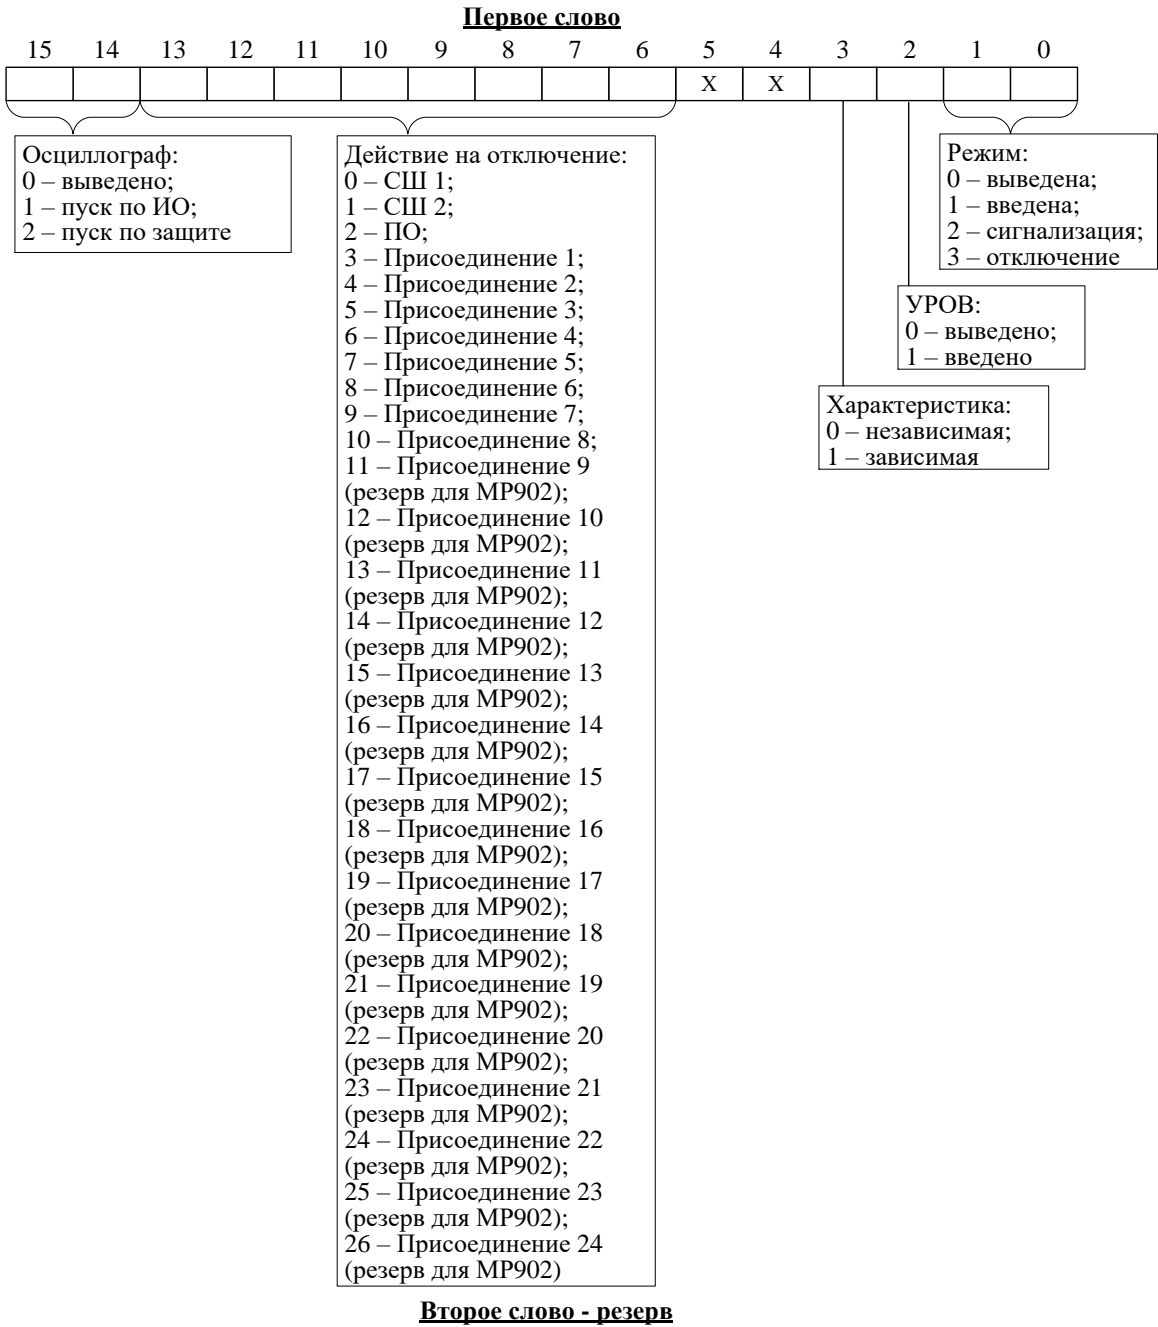 Первое слово
15 14 13 12 11 10 9 8 7 6 5 4 3 2 1 0
X X
Осциллограф:
0 – выведено;
1 – пуск по ИО;
2 – пуск по защите
Действие на отключение:
0 – СШ 1;
1 – СШ 2;
2 – ПО;
3 – Присоединение 1;
4 – Присоединение 2;
5 – Присоединение 3;
6 – Присоединение 4;
7 – Присоединение 5;
8 – Присоединение 6;
9 – Присоединение 7;
10 – Присоединение 8;
11 – Присоединение 9
(резерв для МР902);
12 – Присоединение 10
(резерв для МР902);
13 – Присоединение 11
(резерв для МР902);
14 – Присоединение 12
(резерв для МР902);
15 – Присоединение 13
(резерв для МР902);
16 – Присоединение 14
(резерв для МР902);
17 – Присоединение 15
(резерв для МР902);
18 – Присоединение 16
(резерв для МР902);
19 – Присоединение 17
(резерв для МР902);
20 – Присоединение 18
(резерв для МР902);
21 – Присоединение 19
(резерв для МР902);
22 – Присоединение 20
(резерв для МР902);
23 – Присоединение 21
(резерв для МР902);
24 – Присоединение 22
(резерв для МР902);
25 – Присоединение 23
(резерв для МР902);
26 – Присоединение 24
(резерв для МР902)
Режим:
0 – выведена;
1 – введена;
2 – сигнализация;
3 – отключение
УРОВ:
0 – выведено;
1 – введено
Характеристика:
0 – независимая;
1 – зависимая
Второе слово - резерв